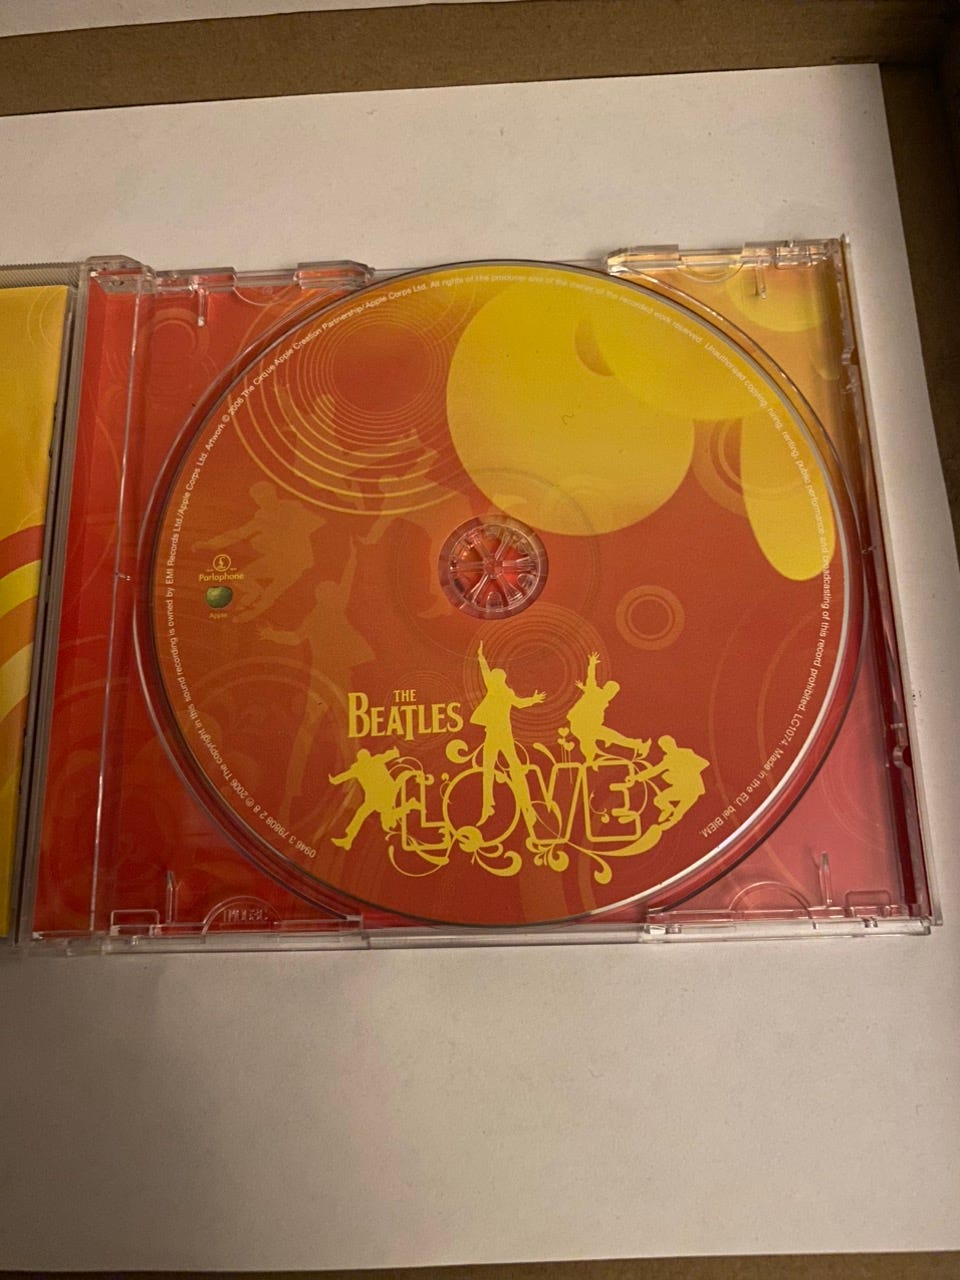 THE
BEATLES
LOVE
Parlophone
Apple
0946 3 79808 2 8 ℗ 2006 The copyright in this sound recording is owned by EMI Records Ltd./Apple Corps Ltd. Artwork © 2006 The Cirque Apple Creation Partnership/Apple Corps Ltd. All rights of the producer and of the owner of the recorded work reserved. Unauthorised copying, hiring, renting, public performance and broadcasting of this record prohibited. LC1074. Made in the EU. bel BIEM.